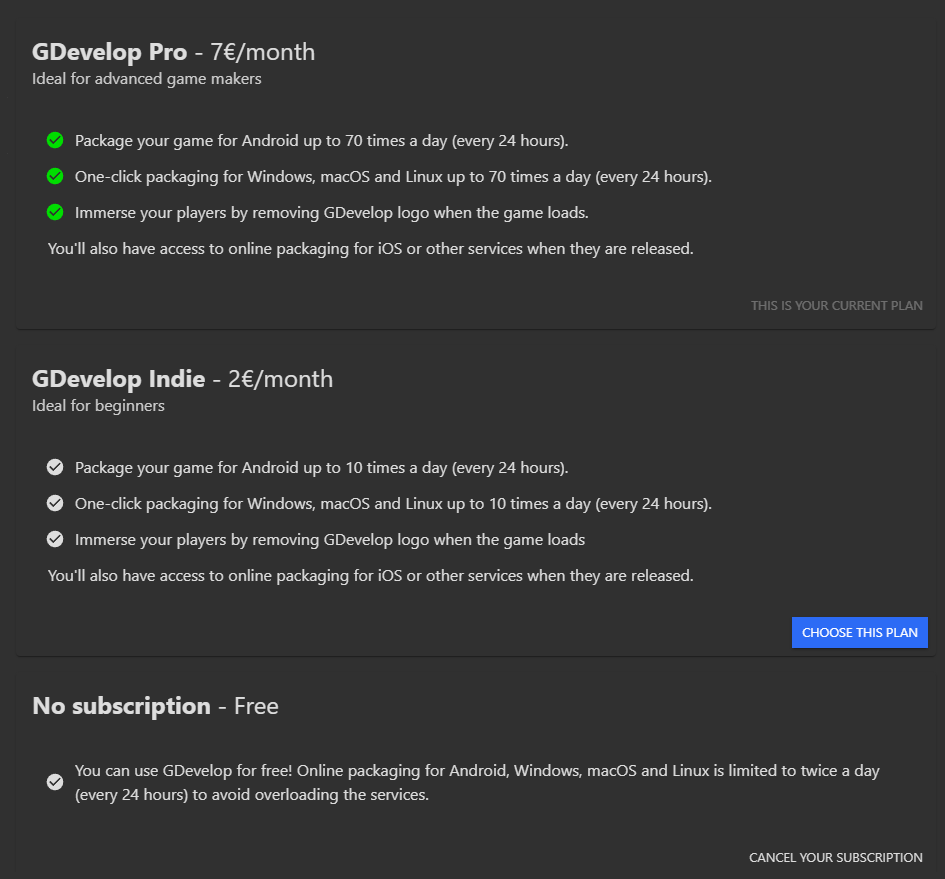 GDevelop Pro - 7€/month
Ideal for advanced game makers
Package your game for Android up to 70 times a day (every 24 hours).
One-click packaging for Windows, macOS and Linux up to 70 times a day (every 24 hours).
Immerse your players by removing GDevelop logo when the game loads.
You'll also have access to online packaging for iOS or other services when they are released.
THIS IS YOUR CURRENT PLAN
GDevelop Indie - 2€/month
Ideal for beginners
Package your game for Android up to 10 times a day (every 24 hours).
One-click packaging for Windows, macOS and Linux up to 10 times a day (every 24 hours).
Immerse your players by removing GDevelop logo when the game loads
You'll also have access to online packaging for iOS or other services when they are released.
CHOOSE THIS PLAN
No subscription - Free
You can use GDevelop for free! Online packaging for Android, Windows, macOS and Linux is limited to twice a day
(every 24 hours) to avoid overloading the services.
CANCEL YOUR SUBSCRIPTION